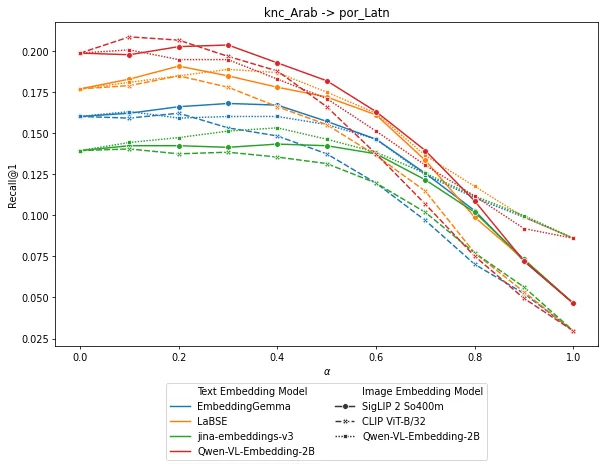 knc_Arab -> por_Latn
Recall@1
0.200
0.175
0.150
0.125
0.100
0.075
0.050
0.025
0.0
0.2
0.4
0.6
0.8
1.0
α
Text Embedding Model
EmbeddingGemma
LaBSE
jina-embeddings-v3
Qwen-VL-Embedding-2B
Image Embedding Model
SigLIP 2 So400m
CLIP ViT-B/32
Qwen-VL-Embedding-2B